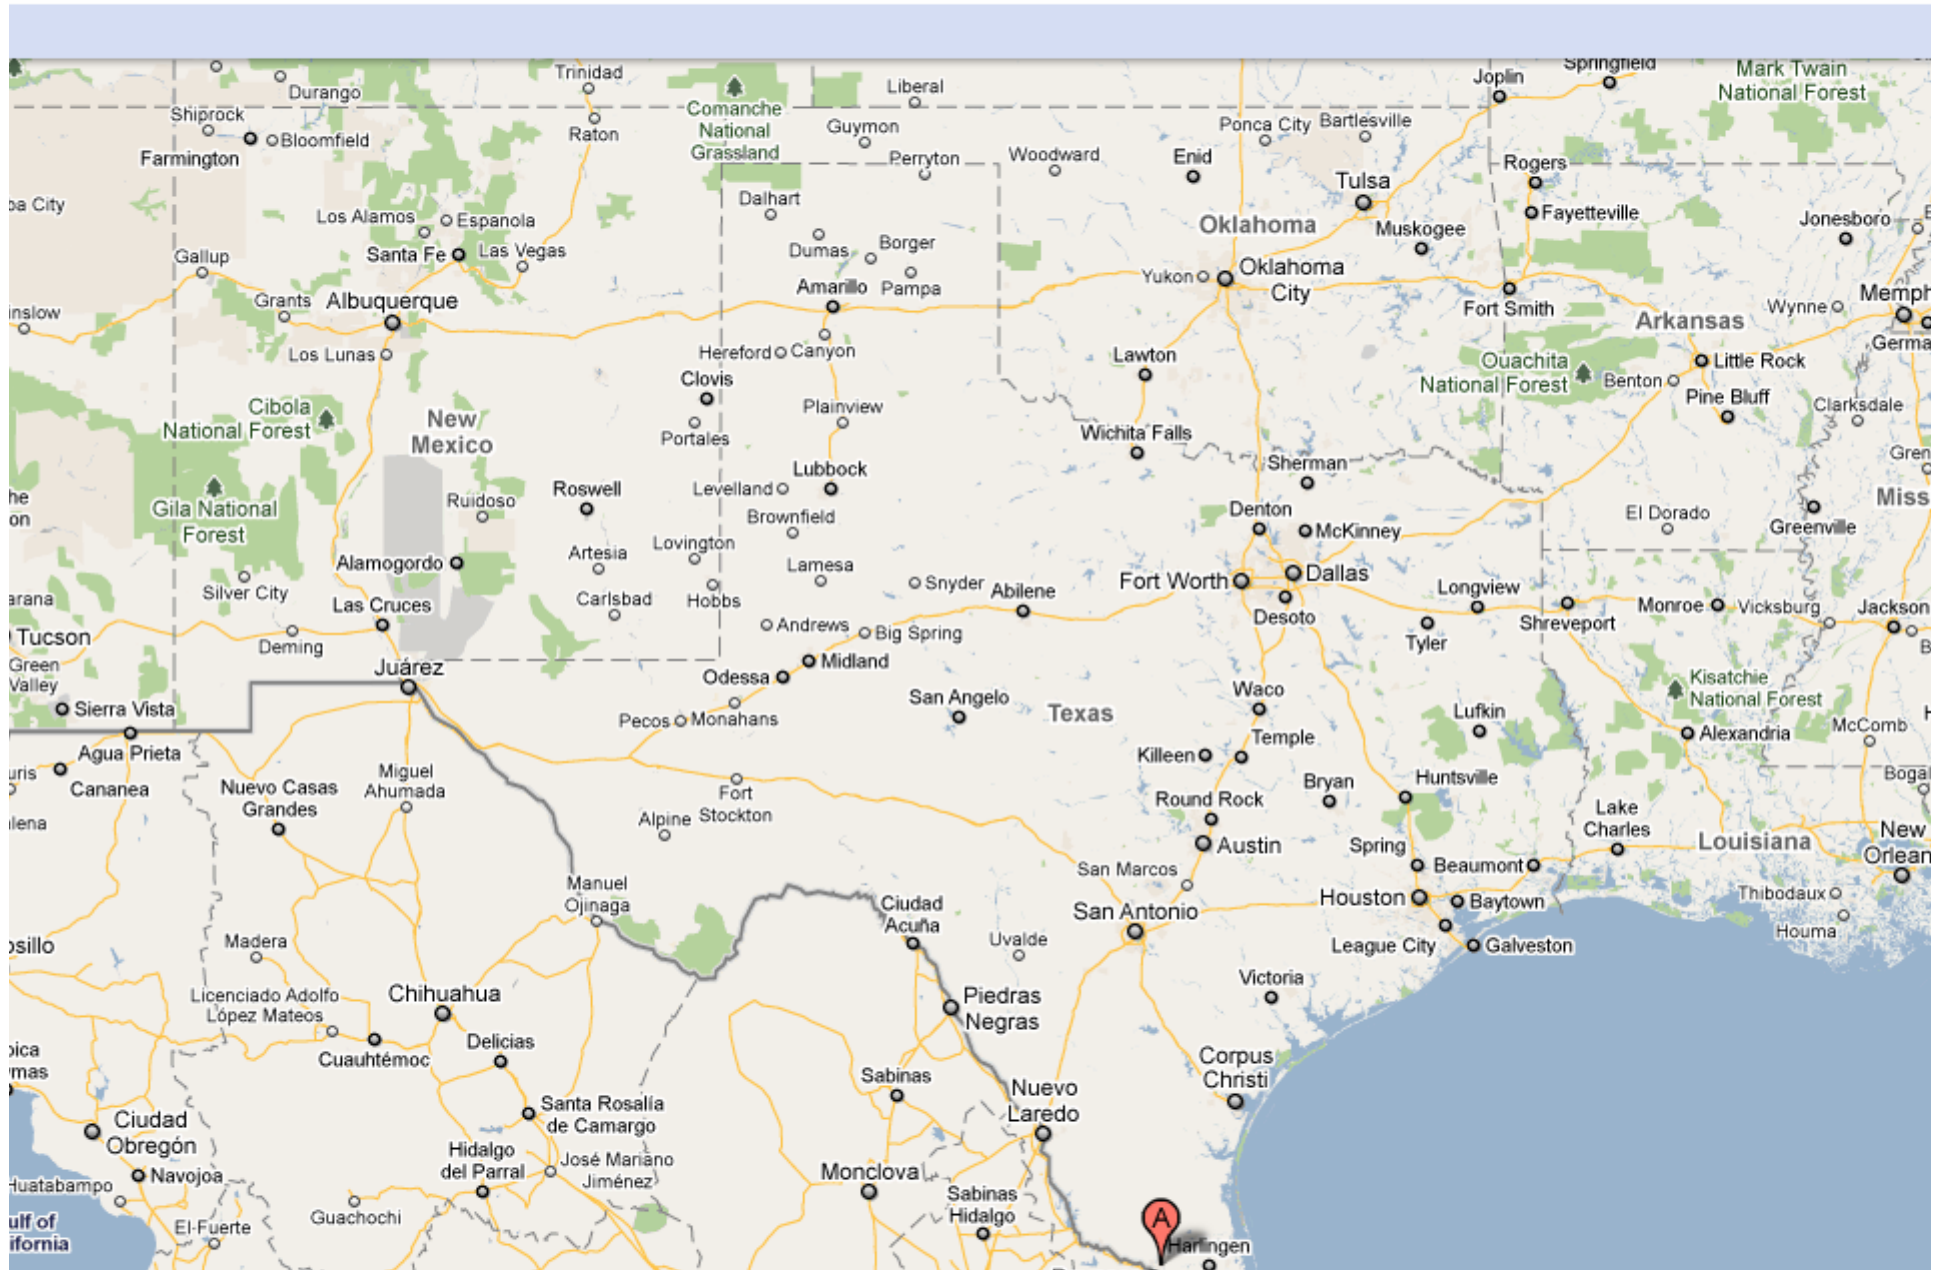 Trinidad
Liberal
Joplin
Springfield
Mark Twain
National Forest
Durango
Comanche
National
Grassland
Shiprock
Bloomfield
Farmington
Raton
Guymon
Perryton
Woodward
Enid
Ponca City
Bartlesville
Rogers
Tulsa
Dalhart
Los Alamos
Espanola
Santa Fe
Las Vegas
Dumas
Borger
Pampa
Oklahoma
Muskogee
Fayetteville
Jonesboro
Gallup
Grants
Albuquerque
Amarillo
Yukon
Oklahoma
City
Fort Smith
Wynne
Arkansas
Los Lunas
Hereford
Canyon
Clovis
Lawton
Ouachita
National Forest
Benton
Little Rock
Pine Bluff
Clarksdale
Cibola
National Forest
New
Mexico
Portales
Plainview
Wichita Falls
Sherman
Gila National
Forest
Ruidoso
Roswell
Levelland
Lubbock
Brownfield
Denton
McKinney
El Dorado
Greenville
Alamogordo
Artesia
Lovington
Lamesa
Snyder
Abilene
Fort Worth
Dallas
Desoto
Longview
Silver City
Las Cruces
Carlsbad
Hobbs
Andrews
Big Spring
Tyler
Shreveport
Monroe
Vicksburg
Jackson
Tucson
Green
Valley
Deming
Juárez
Odessa
Midland
San Angelo
Texas
Waco
Lufkin
Kisatchie
National Forest
Sierra Vista
Agua Prieta
Cananea
Pecos
Monahans
Killeen
Temple
Alexandria
McComb
Nuevo Casas
Grandes
Miguel
Ahumada
Fort
Stockton
Alpine
Round Rock
Bryan
Huntsville
Lake
Charles
Louisiana
New
Austin
Spring
Beaumont
San Marcos
Manuel
Ojinaga
Ciudad
Acuña
San Antonio
Houston
Baytown
League City
Galveston
Thibodaux
Houma
Madera
Uvalde
Victoria
Licenciado Adolfo
López Mateos
Chihuahua
Piedras
Negras
Cuauhtémoc
Delicias
Corpus
Christi
Sabinas
Nuevo
Laredo
Ciudad
Obregón
Santa Rosalía
de Camargo
Hidalgo
del Parral
José Mariano
Jiménez
Navojoa
Huatabampo
Monclova
Sabinas
Hidalgo
Guachochi
El Fuerte
A
Harlingen